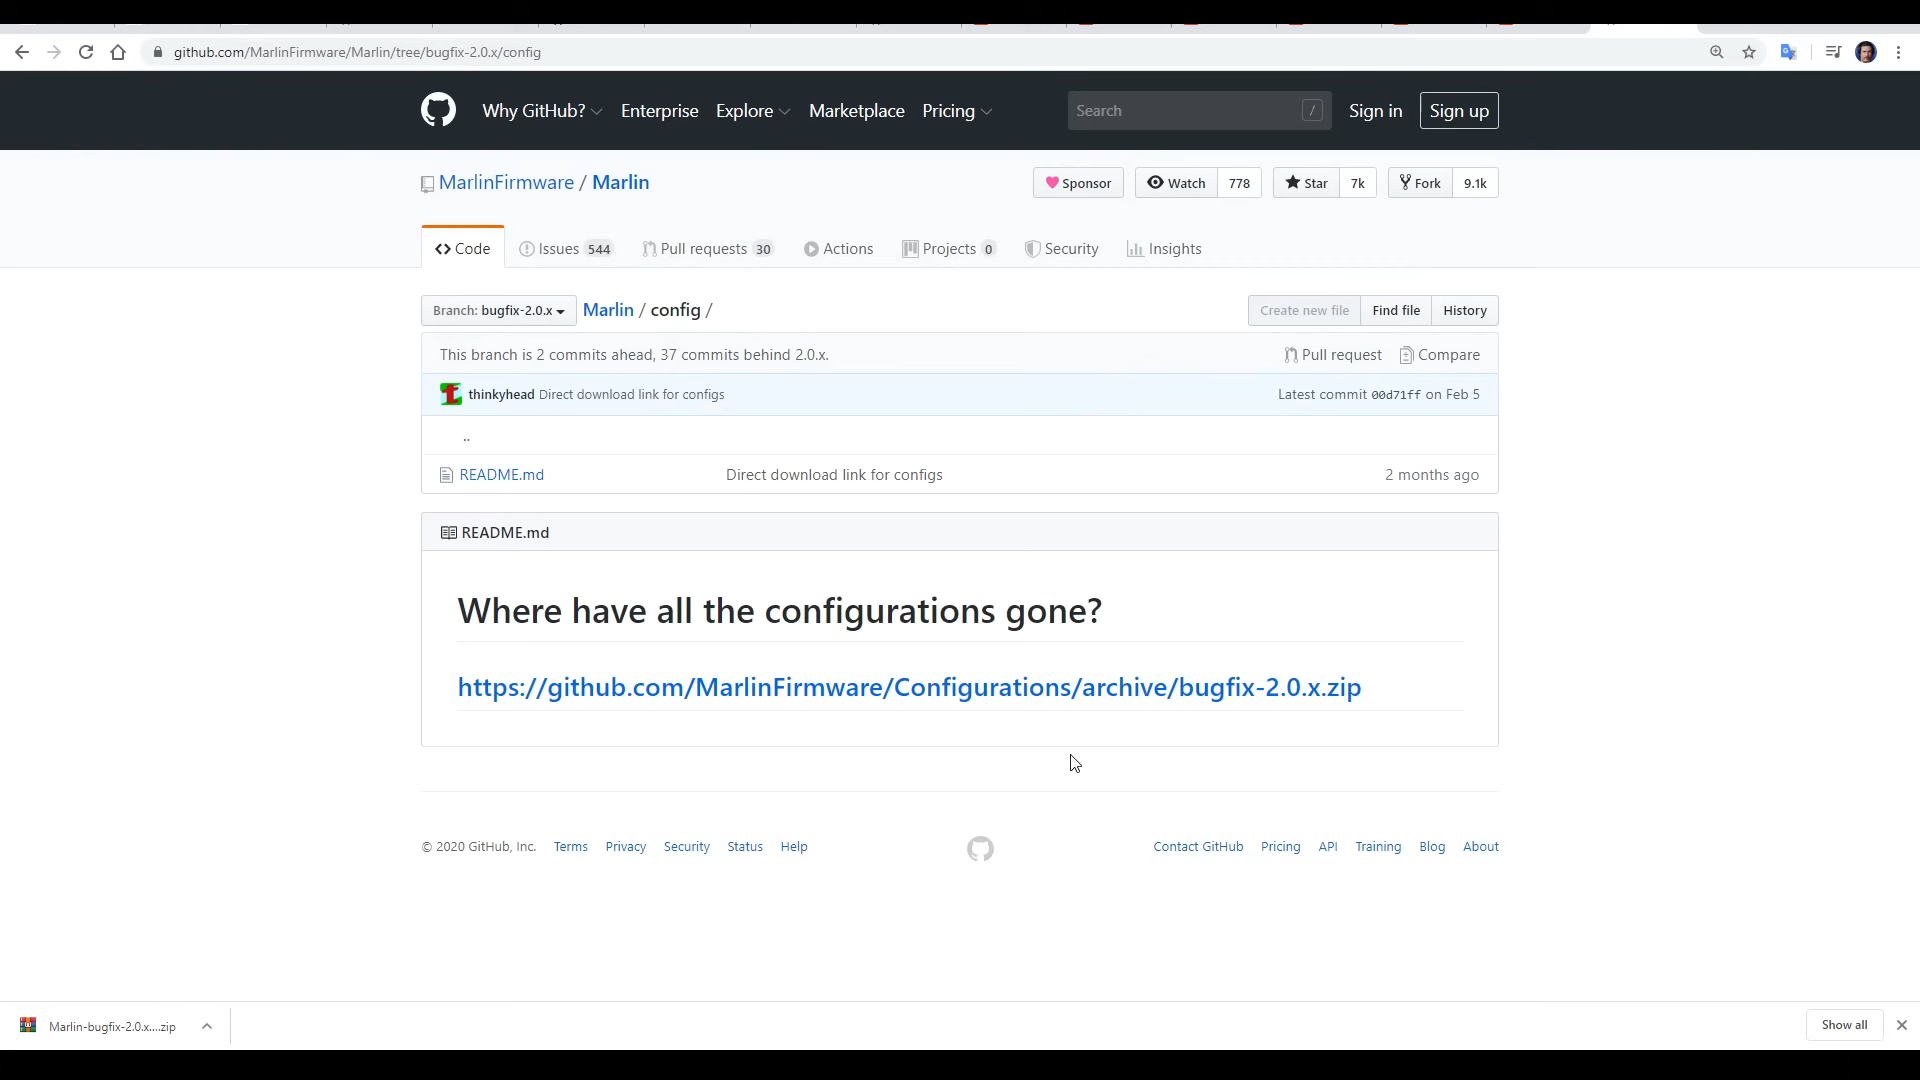 github.com/MarlinFirmware/Marlin/tree/bugfix-2.0.x/config
Why GitHub? Enterprise Explore Marketplace Pricing Search / Sign in Sign up
MarlinFirmware / Marlin Sponsor Watch 778 Star 7k Fork 9.1k
Code Issues 544 Pull requests 30 Actions Projects 0 Security Insights
Branch: bugfix-2.0.x Marlin / config / Create new file Find file History
This branch is 2 commits ahead, 37 commits behind 2.0.x. Pull request Compare
thinkyhead Direct download link for configs Latest commit 00d71ff on Feb 5
..
README.md Direct download link for configs 2 months ago
README.md
Where have all the configurations gone?
https://github.com/MarlinFirmware/Configurations/archive/bugfix-2.0.x.zip
© 2020 GitHub, Inc. Terms Privacy Security Status Help Contact GitHub Pricing API Training Blog About
Marlin-bugfix-2.0.x....zip Show all